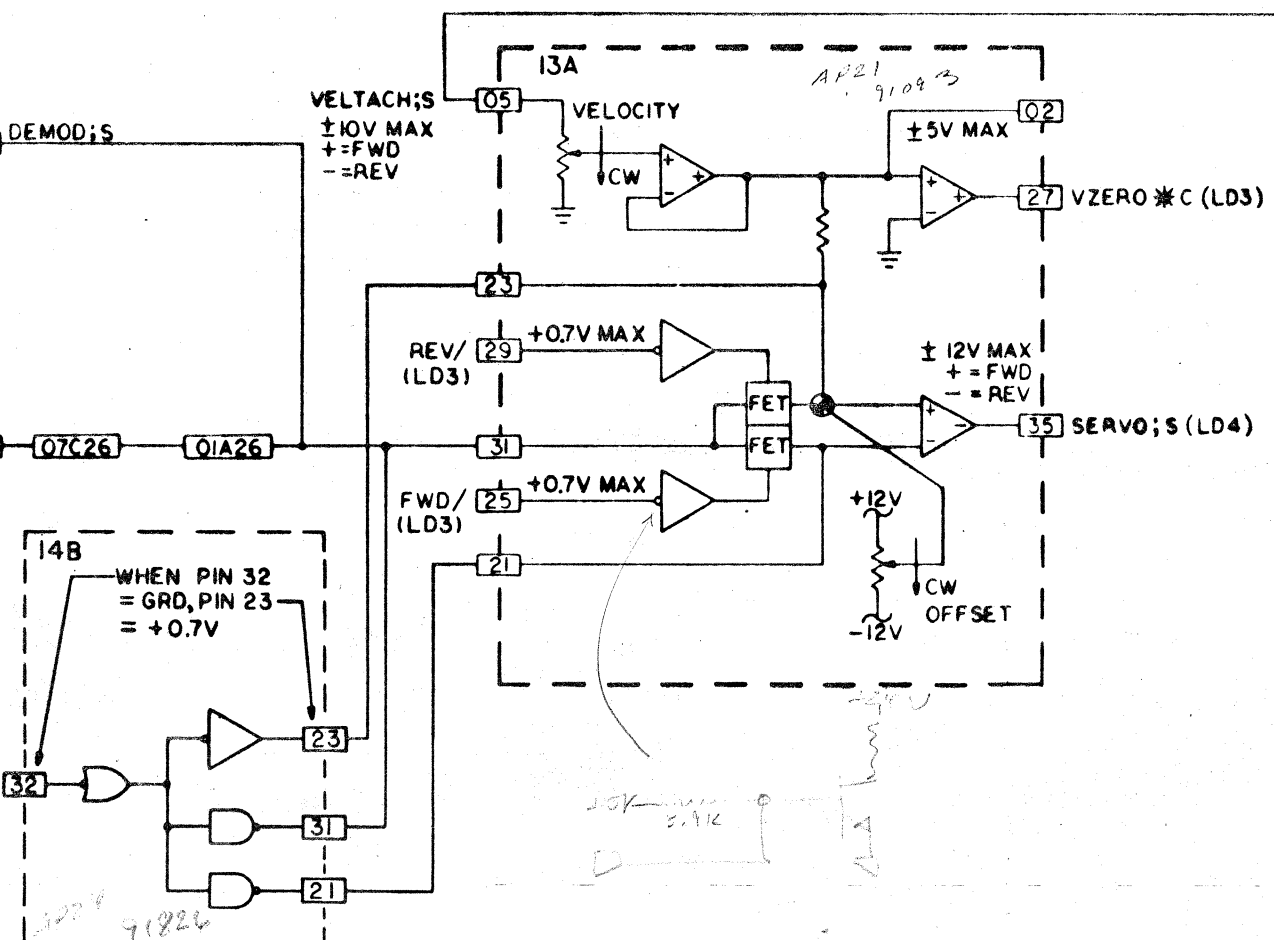 13A
AP21
91093
DEMOD;S
VELTACH;S
±10V MAX
+=FWD
-=REV
05
VELOCITY
CW
+
-
+
±5V MAX
02
+
-
+
27
VZERO✱C (LD3)
23
REV/
(LD3)
29
+0.7V MAX
FET
FET
± 12V MAX
+ = FWD
- = REV
+
-
-
35
SERVO;S (LD4)
07C26
01A26
31
FWD/
(LD3)
25
+0.7V MAX
21
+12V
CW
OFFSET
-12V
14B
WHEN PIN 32
= GRD, PIN 23
= +0.7V
23
32
31
21
91826